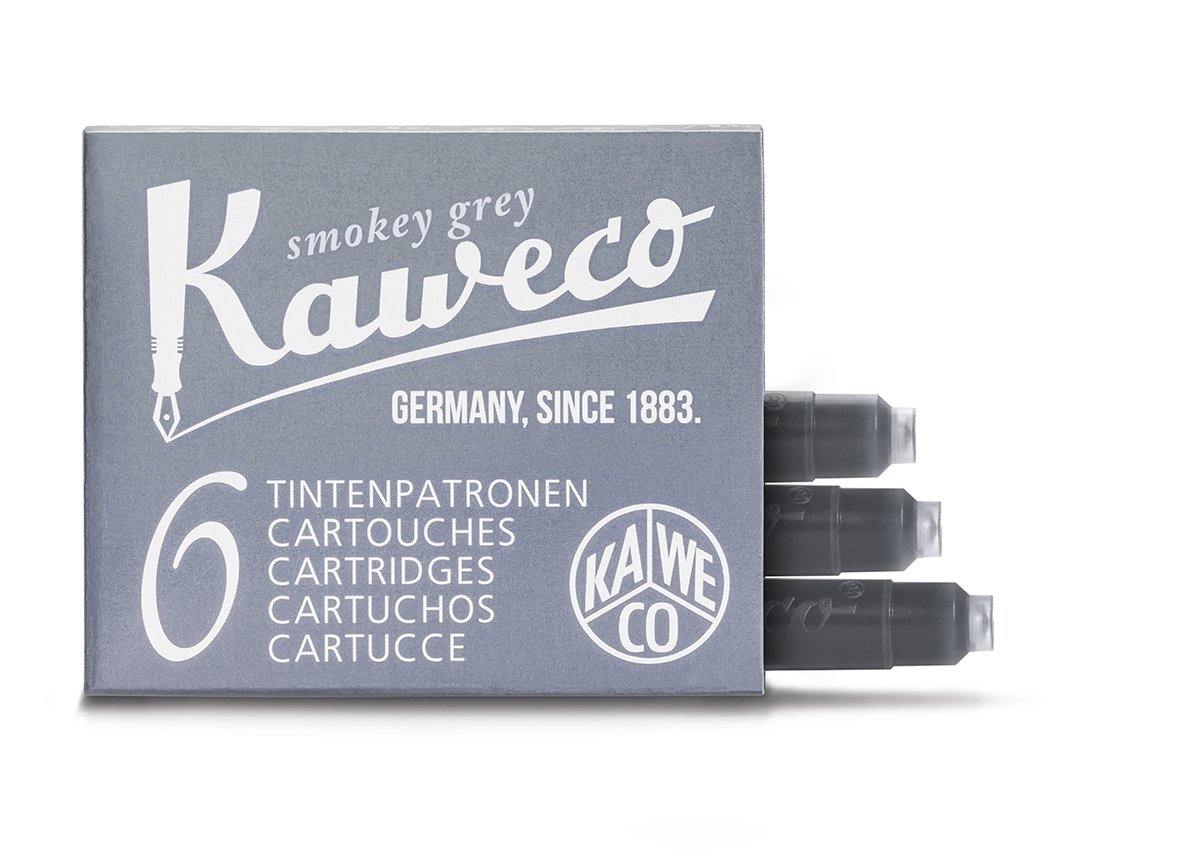 smokey grey
Kaweco
GERMANY, SINCE 1883.
6
TINTENPATRONEN
CARTOUCHES
CARTRIDGES
CARTUCHOS
CARTUCCE
KA WE
CO